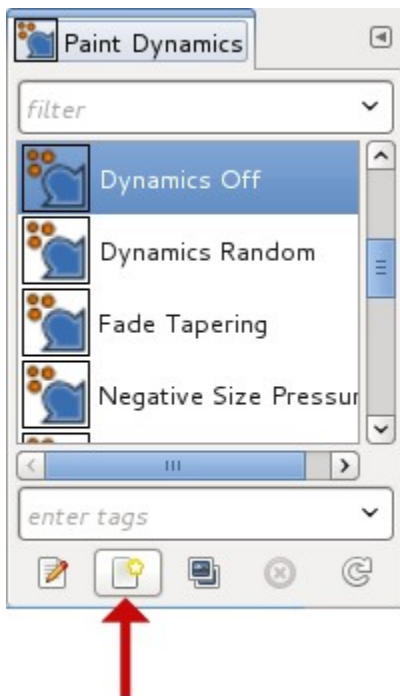 Paint Dynamics
filter
Dynamics Off
Dynamics Random
Fade Tapering
Negative Size Pressur
enter tags